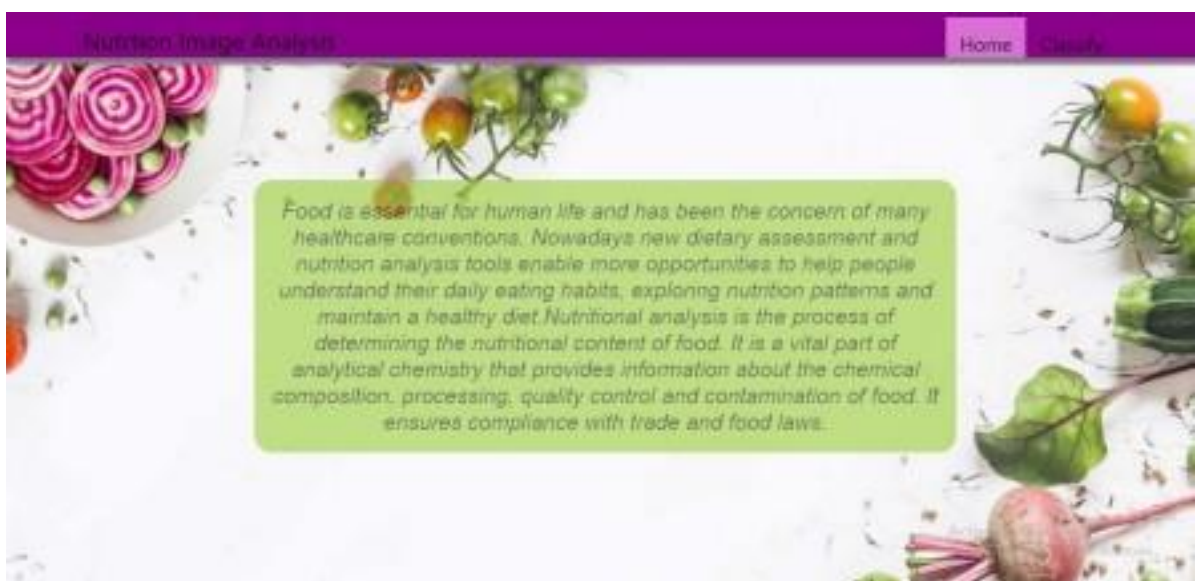 Nutrition Image Analysis
Home Classify
Food is essential for human life and has been the concern of many
healthcare conventions. Nowadays new dietary assessment and
nutrition analysis tools enable more opportunities to help people
understand their daily eating habits, exploring nutrition patterns and
maintain a healthy diet.Nutritional analysis is the process of
determining the nutritional content of food. It is a vital part of
analytical chemistry that provides information about the chemical
composition, processing, quality control and contamination of food. It
ensures compliance with trade and food laws.